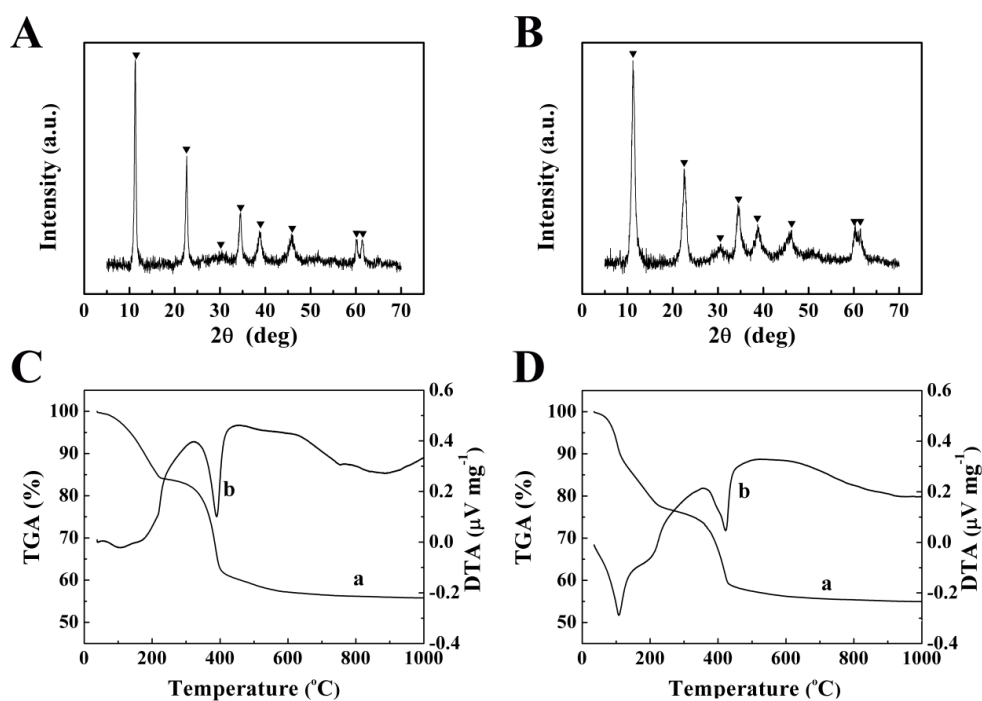 A
Intensity (a.u.)
0 10 20 30 40 50 60 70
2θ (deg)
B
Intensity (a.u.)
0 10 20 30 40 50 60 70
2θ (deg)
C
TGA (%)
100
90
80
70
60
50
0.6
0.4
0.2
0.0
-0.2
-0.4
DTA (μV mg⁻¹)
b
a
0 200 400 600 800 1000
Temperature (°C)
D
TGA (%)
100
90
80
70
60
50
0.6
0.4
0.2
0.0
-0.2
-0.4
DTA (μV mg⁻¹)
b
a
0 200 400 600 800 1000
Temperature (°C)